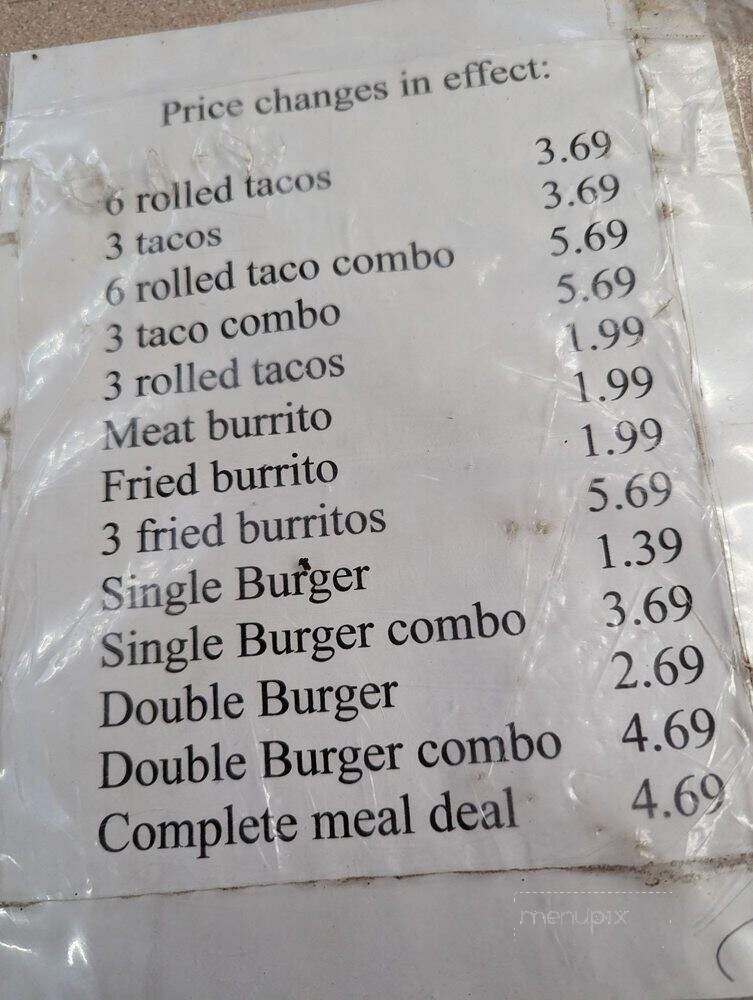 Price changes in effect:
6 rolled tacos 3.69
3 tacos 3.69
6 rolled taco combo 5.69
3 taco combo 5.69
3 rolled tacos 1.99
Meat burrito 1.99
Fried burrito 1.99
3 fried burritos 5.69
Single Burger 1.39
Single Burger combo 3.69
Double Burger 2.69
Double Burger combo 4.69
Complete meal deal 4.69
menupix